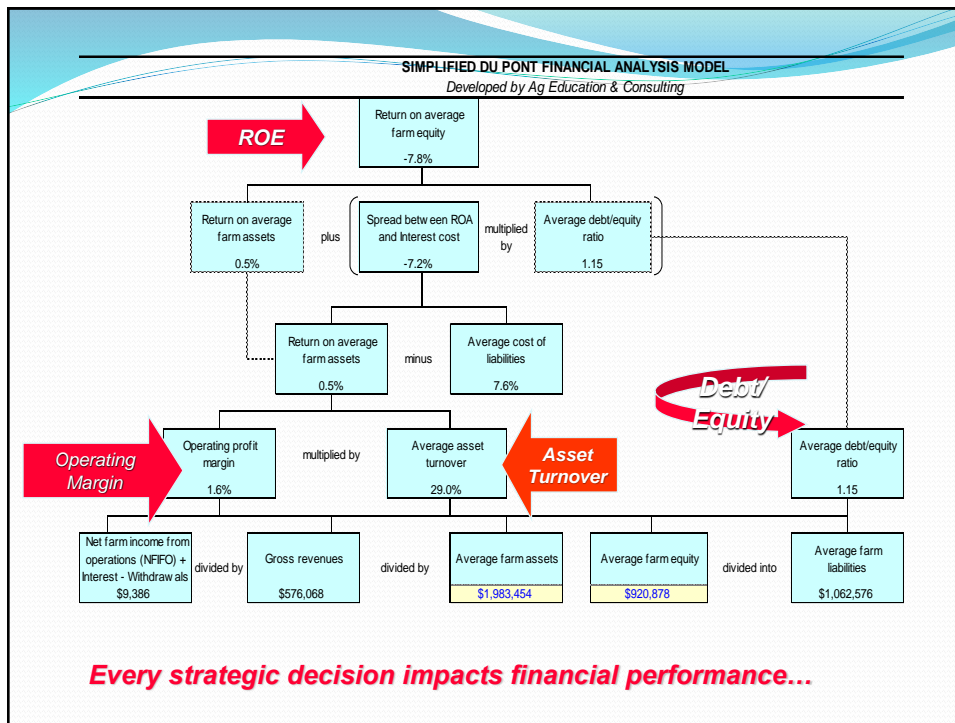 SIMPLIFIED DU PONT FINANCIAL ANALYSIS MODEL
Developed by Ag Education & Consulting
ROE
Return on average
farm equity
-7.8%
Return on average
farm assets
0.5%
plus
Spread between ROA
and Interest cost
-7.2%
multiplied
by
Average debt/equity
ratio
1.15
Return on average
farm assets
0.5%
minus
Average cost of
liabilities
7.6%
Debt/
Equity
Operating
Margin
Operating profit
margin
1.6%
multiplied by
Average asset
turnover
29.0%
Asset
Turnover
Average debt/equity
ratio
1.15
Net farm income from
operations (NFIFO) +
Interest - Withdrawals
$9,386
divided by
Gross revenues
$576,068
divided by
Average farm assets
$1,983,454
Average farm equity
$920,878
divided into
Average farm
liabilities
$1,062,576
Every strategic decision impacts financial performance…